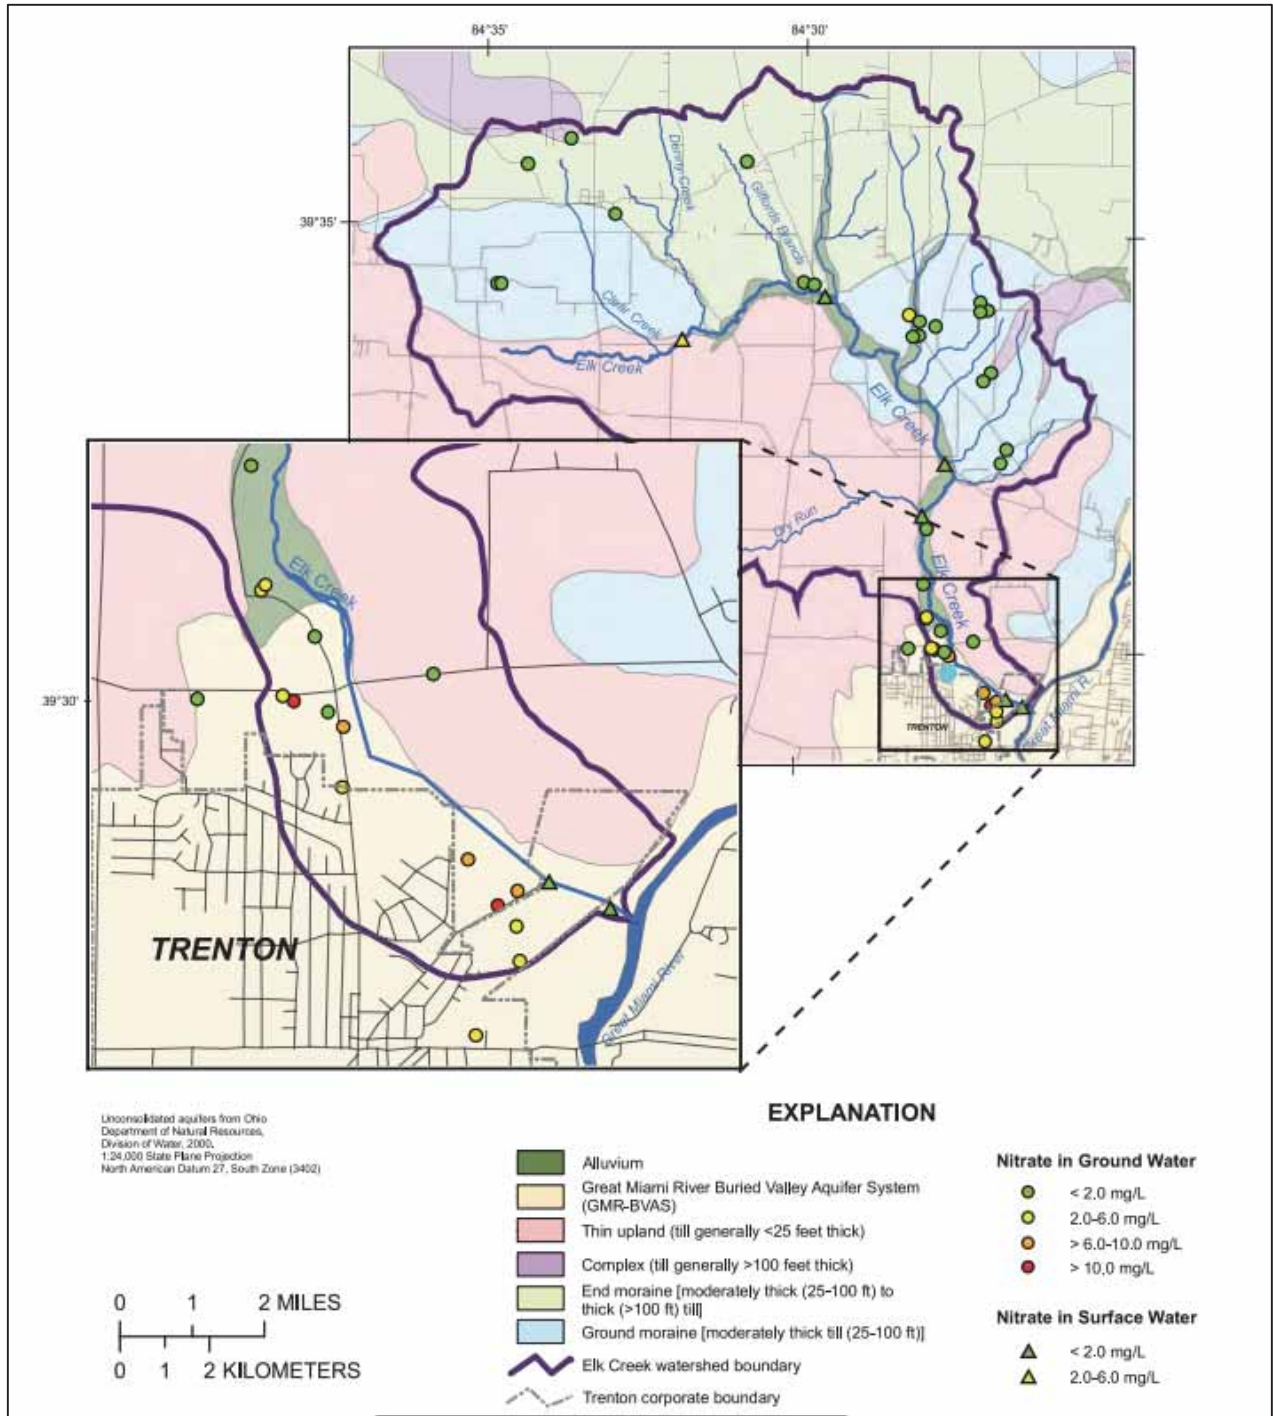 84°35'
84°30'
39°35'
Denny Creek
Giffords Branch
Elk Creek
Elk Creek
Dry Run
Elk Creek
TRENTON
Great Miami R.
39°30'
Elk Creek
TRENTON
Great Miami River
Unconsolidated aquifers from Ohio
Department of Natural Resources,
Division of Water, 2000.
1:24,000 State Plane Projection
North American Datum 27, South Zone (3402)
0 1 2 MILES
0 1 2 KILOMETERS
EXPLANATION
Alluvium
Great Miami River Buried Valley Aquifer System
(GMR-BVAS)
Thin upland (till generally <25 feet thick)
Complex (till generally >100 feet thick)
End moraine [moderately thick (25-100 ft) to
thick (>100 ft) till]
Ground moraine [moderately thick till (25-100 ft)]
Elk Creek watershed boundary
Trenton corporate boundary
Nitrate in Ground Water
< 2.0 mg/L
2.0-6.0 mg/L
> 6.0-10.0 mg/L
> 10.0 mg/L
Nitrate in Surface Water
< 2.0 mg/L
2.0-6.0 mg/L